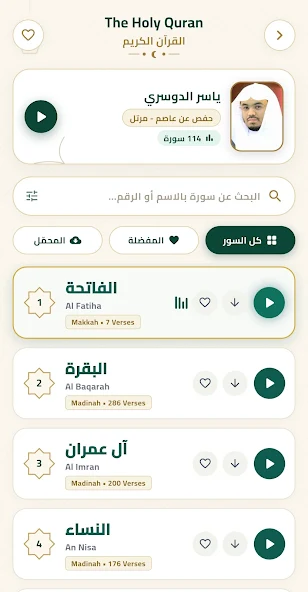 The Holy Quran
القرآن الكريم
ياسر الدوسري
حفص عن عاصم - مرتل
114 سورة
البحث عن سورة بالاسم أو الرقم...
كل السور
المفضلة
المحمّل
1
الفاتحة
Al Fatiha
Makkah • 7 Verses
2
البقرة
Al Baqarah
Madinah • 286 Verses
3
آل عمران
Al Imran
Madinah • 200 Verses
4
النساء
An Nisa
Madinah • 176 Verses